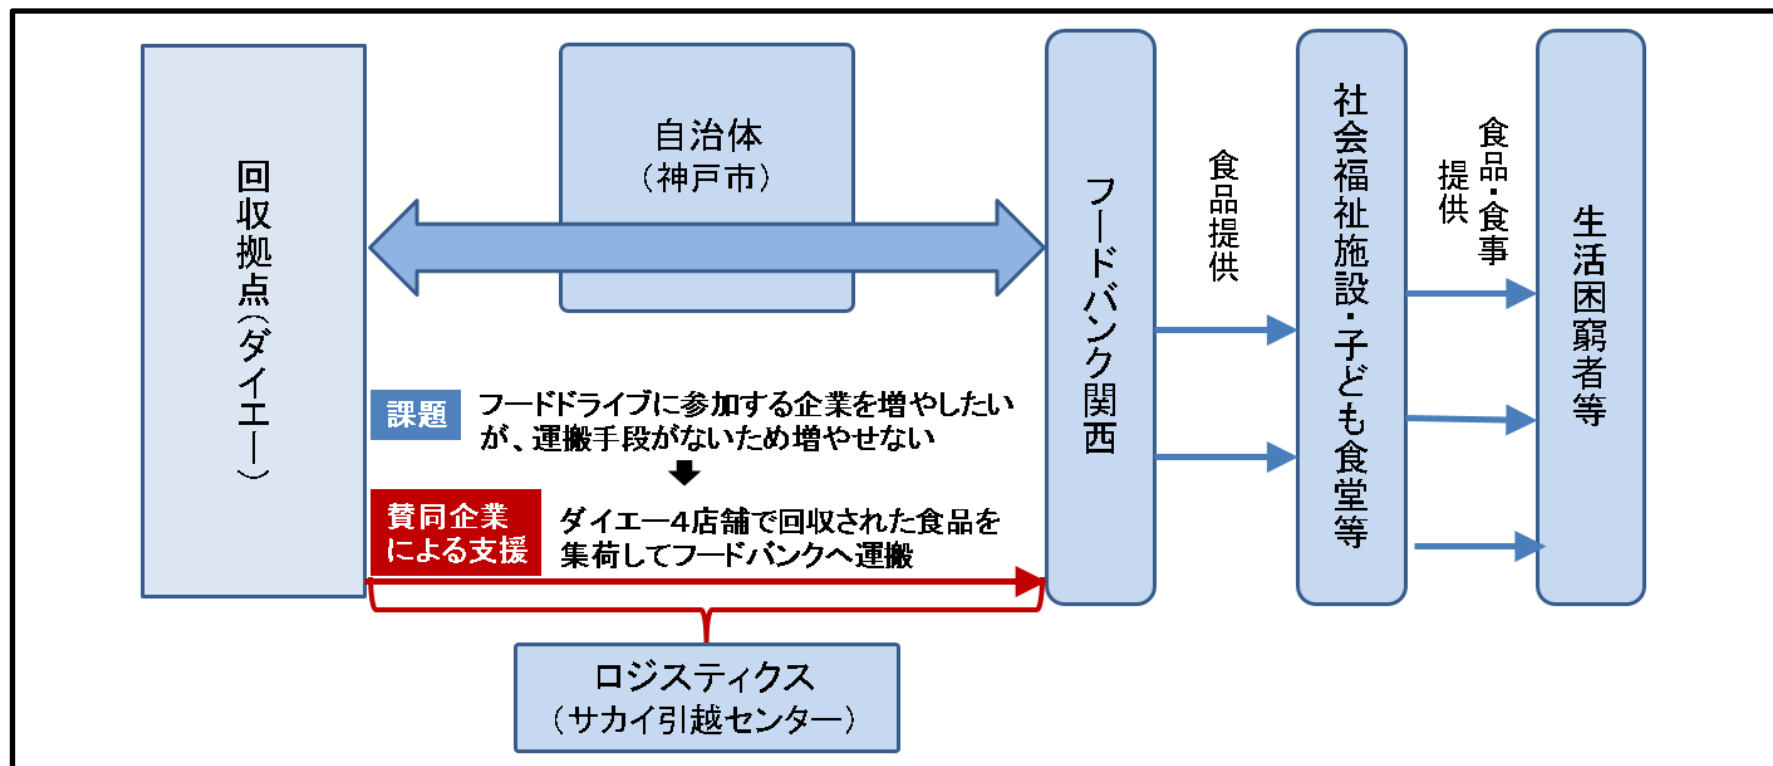 回収拠点（ダイエー）
自治体
（神戸市）
課題
フードドライブに参加する企業を増やしたい
が、運搬手段がないため増やせない
賛同企業
による支援
ダイエー４店舗で回収された食品を
集荷してフードバンクへ運搬
ロジスティクス
（サカイ引越センター）
フードバンク関西
食品提供
社会福祉施設・子ども食堂等
食品・食事
提供
生活困窮者等